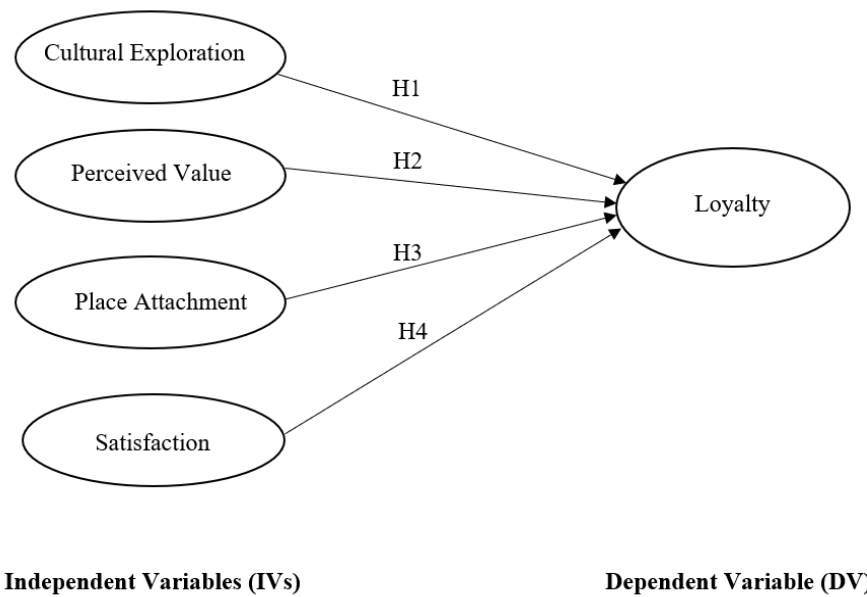 Cultural Exploration
H1
Perceived Value
H2
Loyalty
H3
Place Attachment
H4
Satisfaction
Independent Variables (IVs)
Dependent Variable (DV)